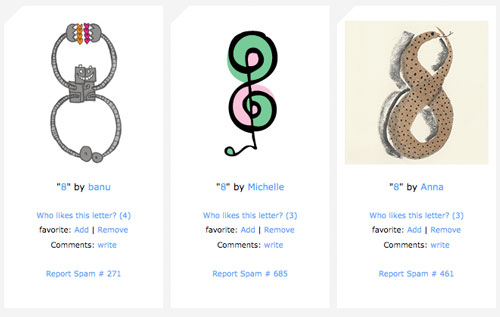 "8" by banu
Who likes this letter? (4)
favorite: Add | Remove
Comments: write
Report Spam # 271
"8" by Michelle
Who likes this letter? (3)
favorite: Add | Remove
Comments: write
Report Spam # 685
"8" by Anna
Who likes this letter? (3)
favorite: Add | Remove
Comments: write
Report Spam # 461